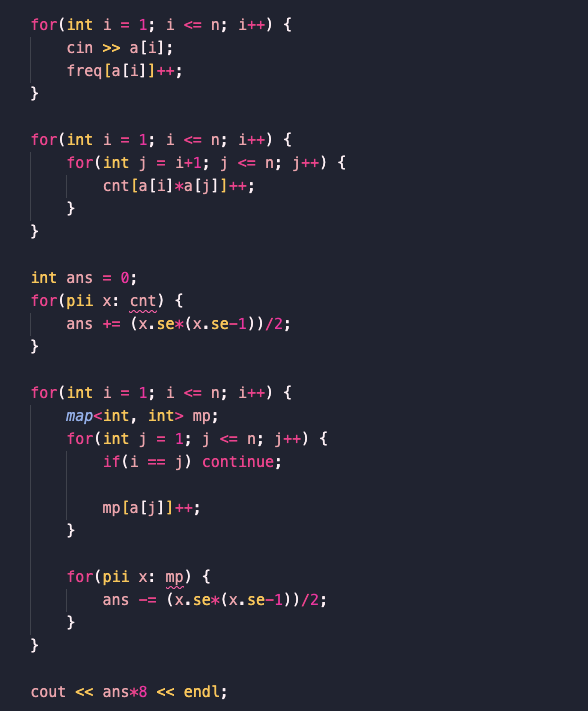 for(int i = 1; i <= n; i++) {
    cin >> a[i];
    freq[a[i]]++;
}

for(int i = 1; i <= n; i++) {
    for(int j = i+1; j <= n; j++) {
        cnt[a[i]*a[j]]++;
    }
}

int ans = 0;
for(pii x: cnt) {
    ans += (x.se*(x.se-1))/2;
}

for(int i = 1; i <= n; i++) {
    map<int, int> mp;
    for(int j = 1; j <= n; j++) {
        if(i == j) continue;

        mp[a[j]]++;
    }

    for(pii x: mp) {
        ans -= (x.se*(x.se-1))/2;
    }
}

cout << ans*8 << endl;